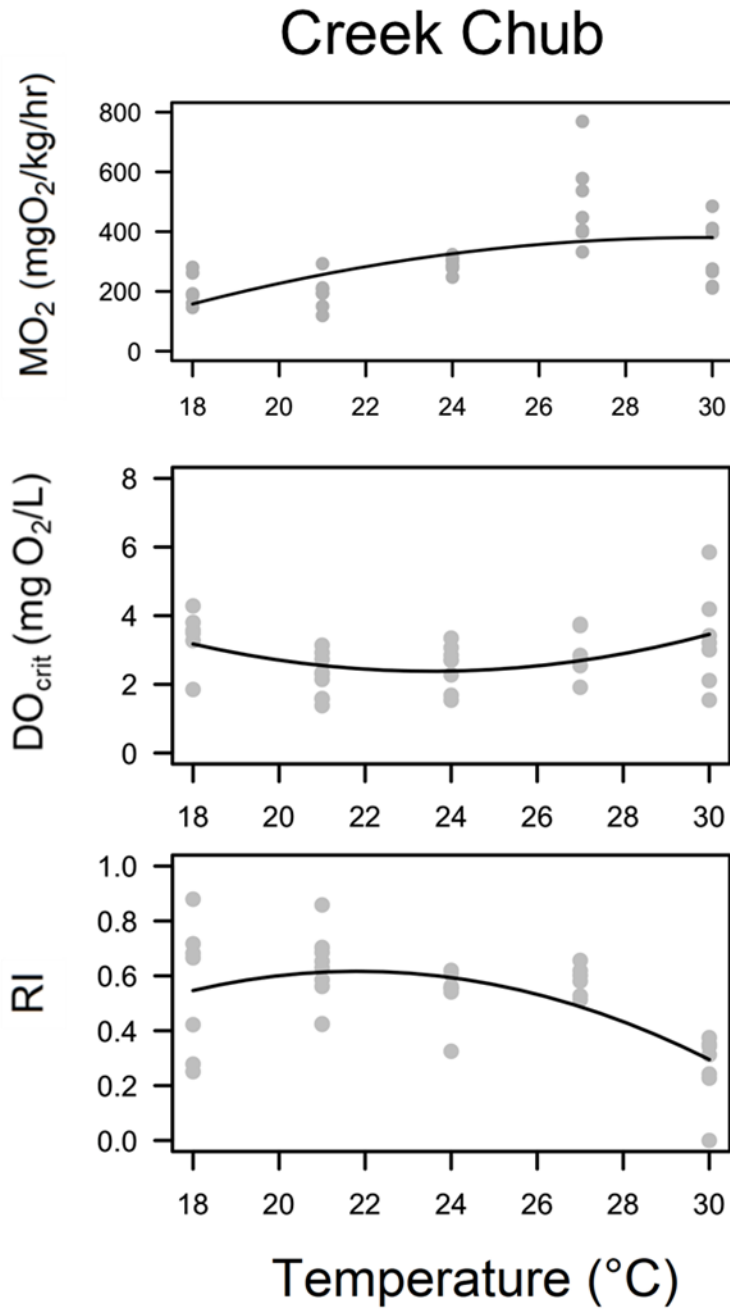 Creek Chub
MO2 (mgO2/kg/hr)
800
600
400
200
0
18 20 22 24 26 28 30
DOcrit (mg O2/L)
8
6
4
2
0
18 20 22 24 26 28 30
RI
1.0
0.8
0.6
0.4
0.2
0.0
18 20 22 24 26 28 30
Temperature (°C)